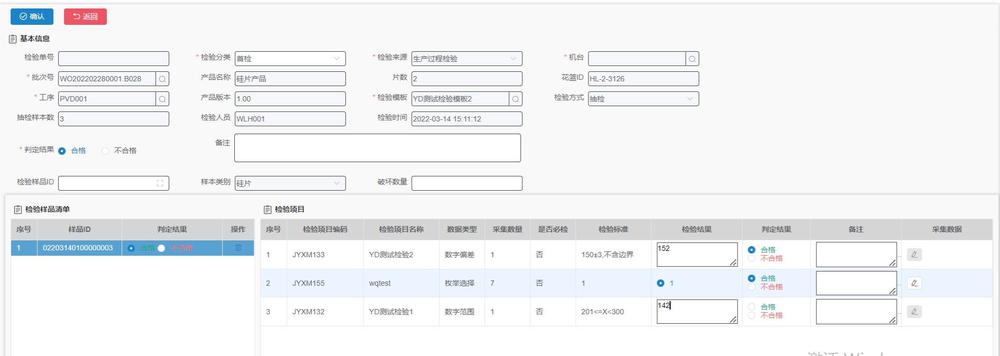 确认 返回
基本信息
检验单号 * 检验分类 首检 * 检验来源 生产过程检验 * 机台
* 批次号 WO202202280001.B028 产品名称 硅片产品 片数 2 花篮ID HL-2-3126
* 工序 PVD001 产品版本 1.00 * 检验模板 YD测试检验模板2 检验方式 抽检
抽检样本数 3 检验人员 WLH001 检验时间 2022-03-14 15:11:12
* 判定结果 合格 不合格 备注
检验样品ID 样本类别 硅片 破坏数量
检验样品清单 检验项目
序号 样品ID 判定结果 操作 序号 检验项目编码 检验项目名称 数据类型 采集数量 是否必检 检验标准 检验结果 判定结果 备注 采集数据
1 02203140100000003 合格 不合格
1 JYXM133 YD测试检验2 数字偏差 1 否 150±3,不含边界 152 合格 不合格
2 JYXM155 wqtest 枚举选择 7 否 1 1 合格 不合格
3 JYXM132 YD测试检验1 数字范围 1 否 201<=X<300 142 合格 不合格